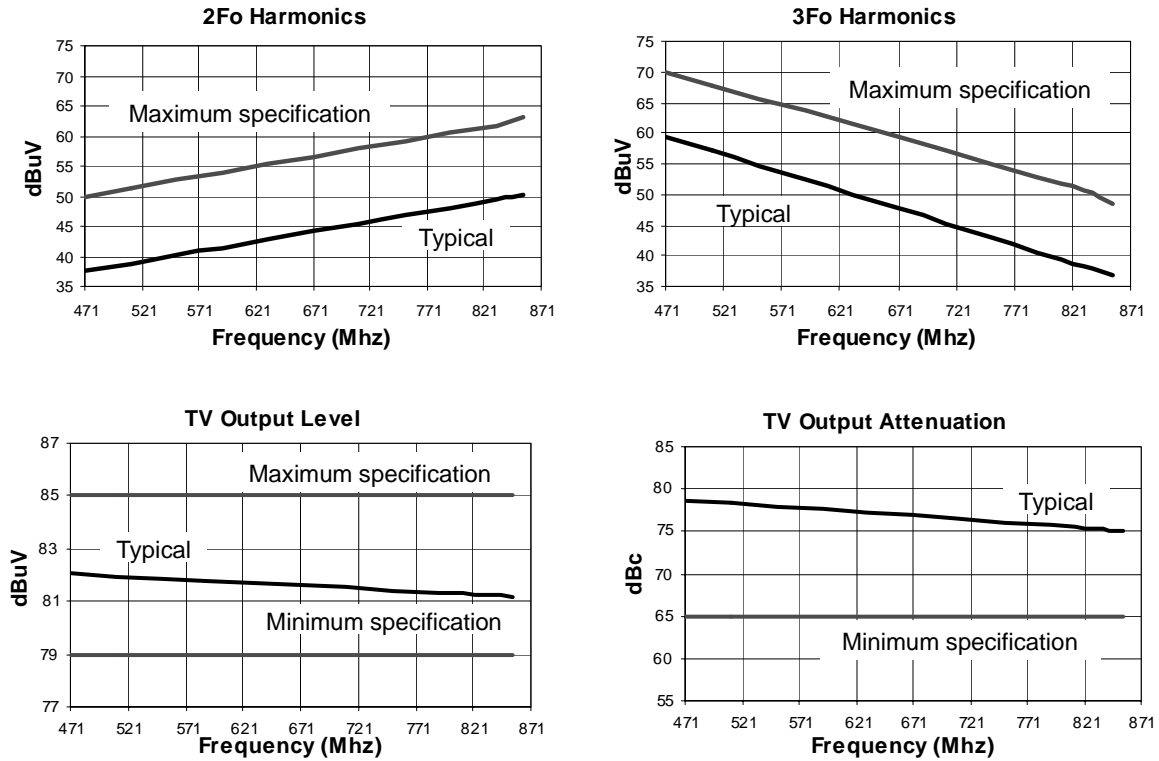 2Fo Harmonics
75
70
65
60
55
50
45
40
35
dBuV
Maximum specification
Typical
471 521 571 621 671 721 771 821 871
Frequency (Mhz)
3Fo Harmonics
75
70
65
60
55
50
45
40
35
dBuV
Maximum specification
Typical
471 521 571 621 671 721 771 821 871
Frequency (Mhz)
TV Output Level
87
85
83
81
79
77
dBuV
Maximum specification
Typical
Minimum specification
471 521 571 621 671 721 771 821 871
Frequency (Mhz)
TV Output Attenuation
85
80
75
70
65
60
55
dBc
Typical
Minimum specification
471 521 571 621 671 721 771 821 871
Frequency (Mhz)